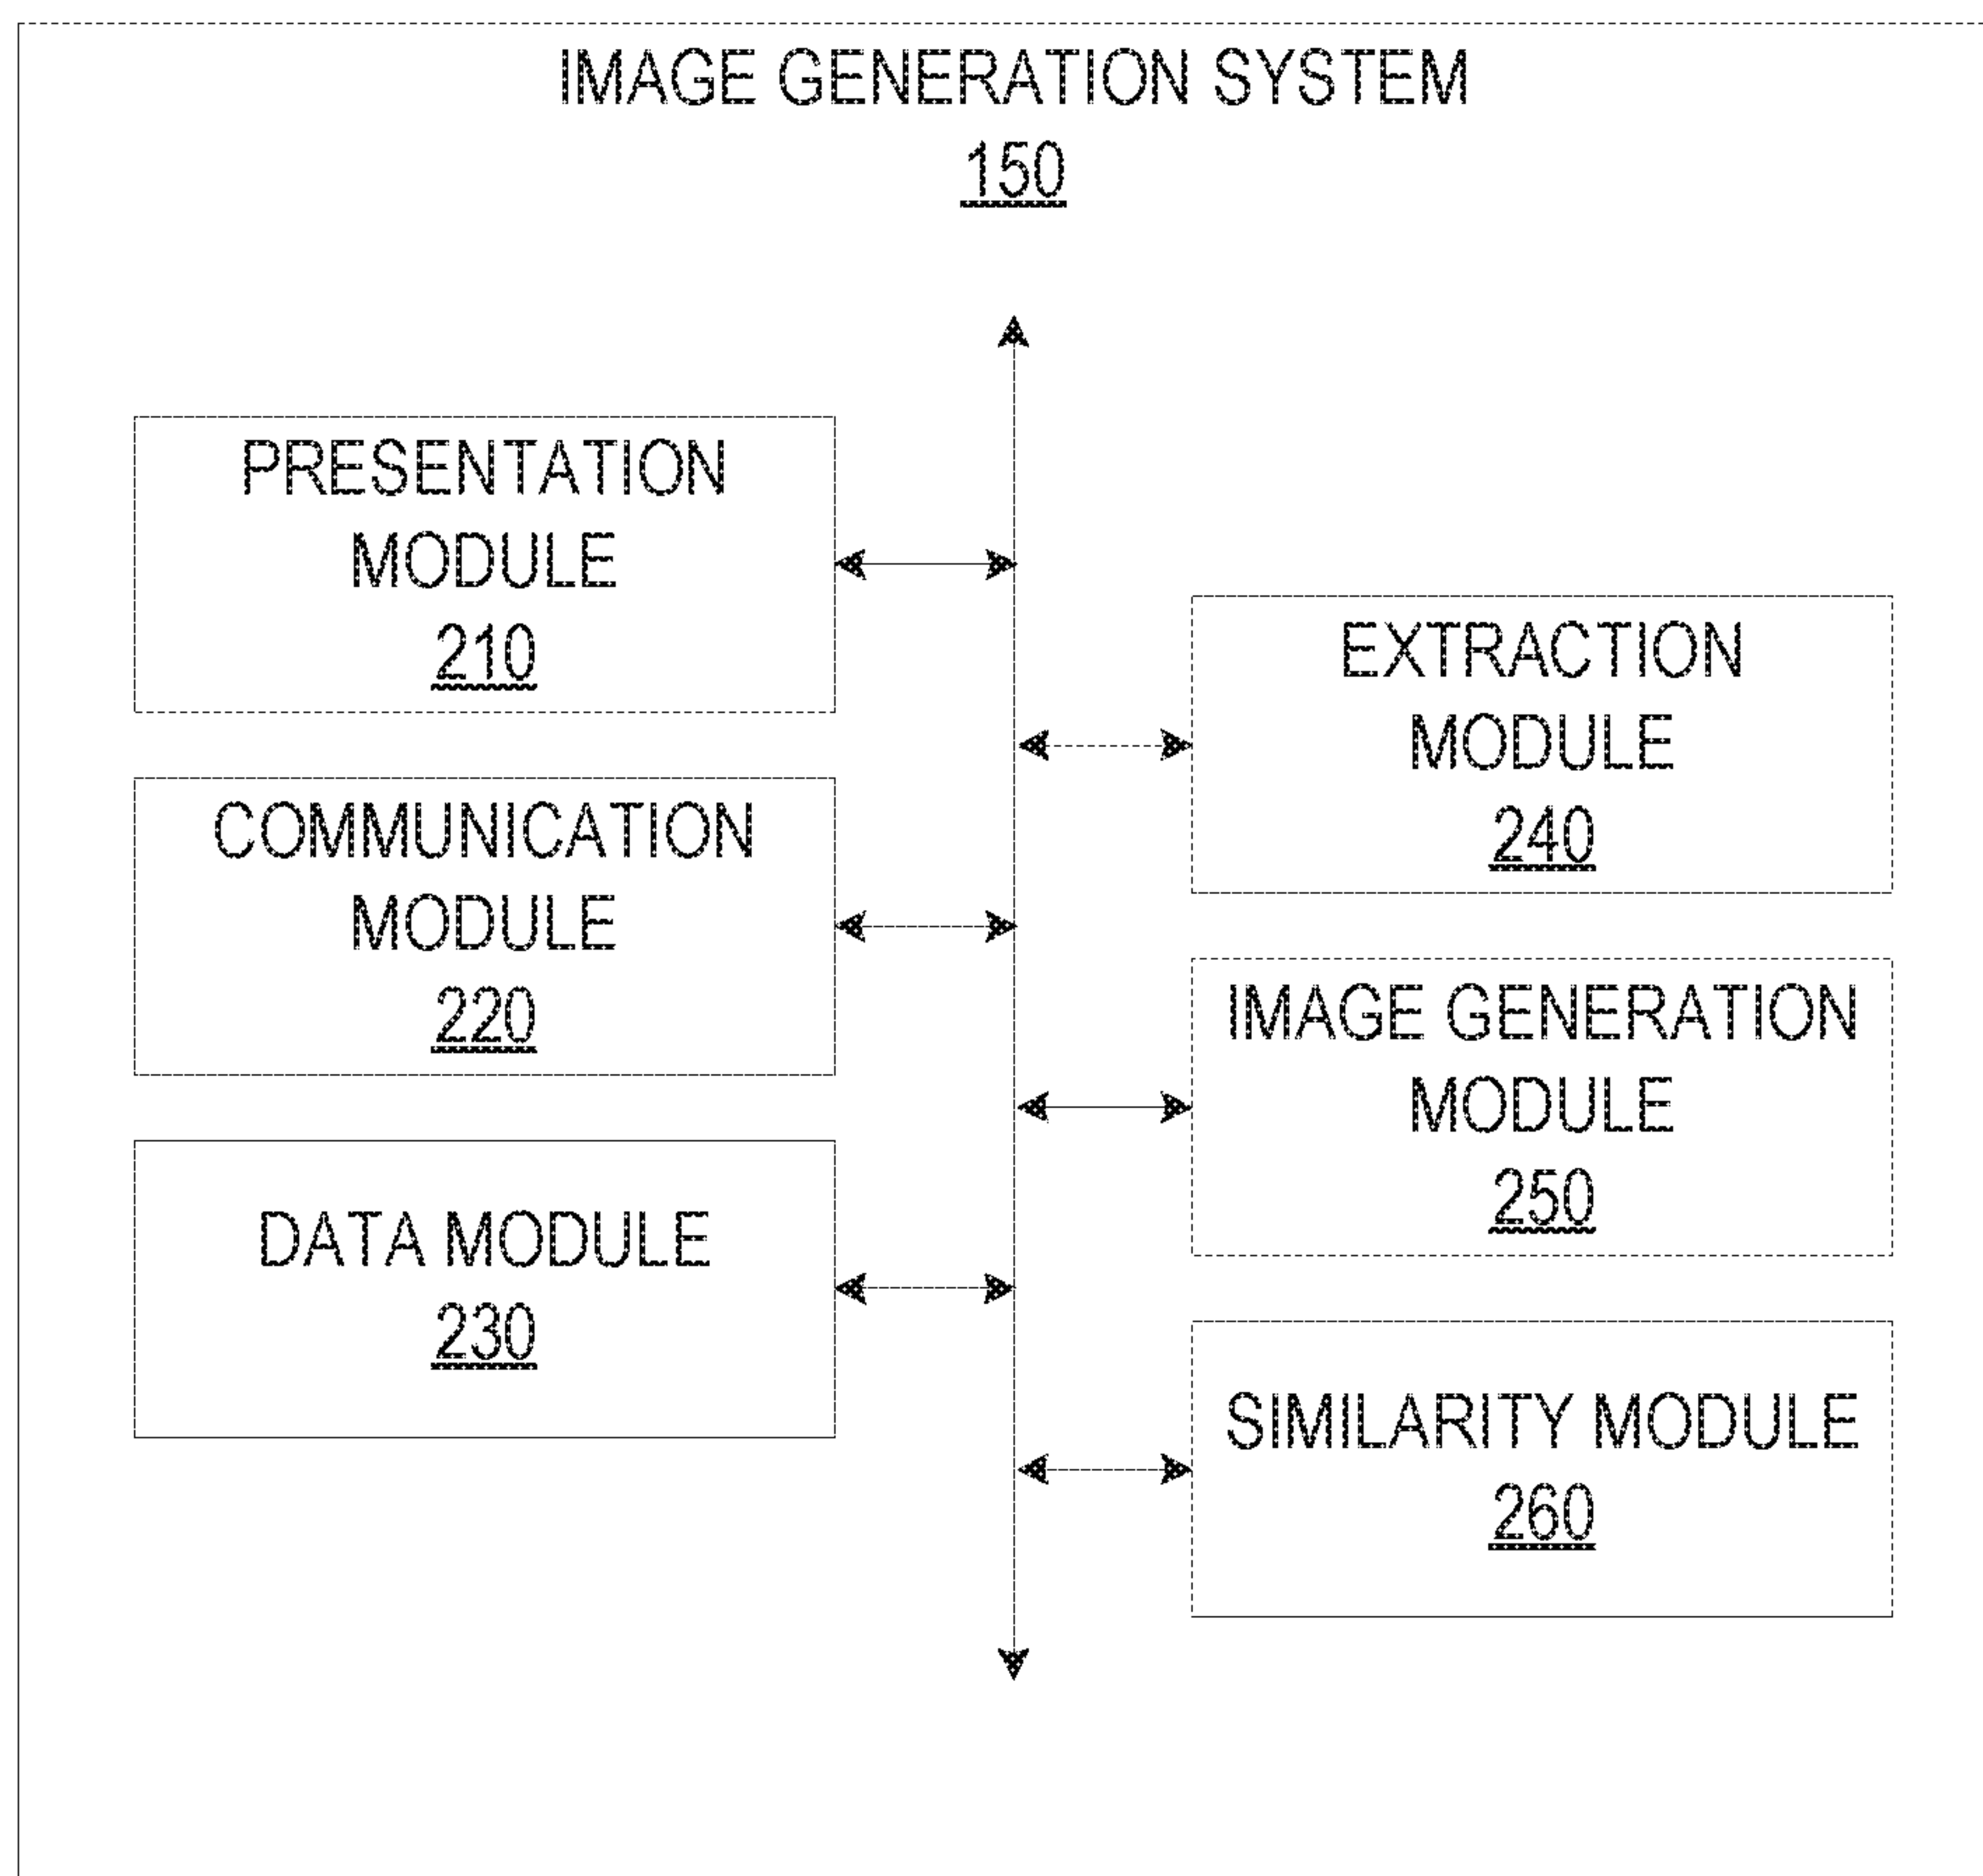 IMAGE GENERATION SYSTEM
150
PRESENTATION
MODULE
210
COMMUNICATION
MODULE
220
DATA MODULE
230
EXTRACTION
MODULE
240
IMAGE GENERATION
MODULE
250
SIMILARITY MODULE
260